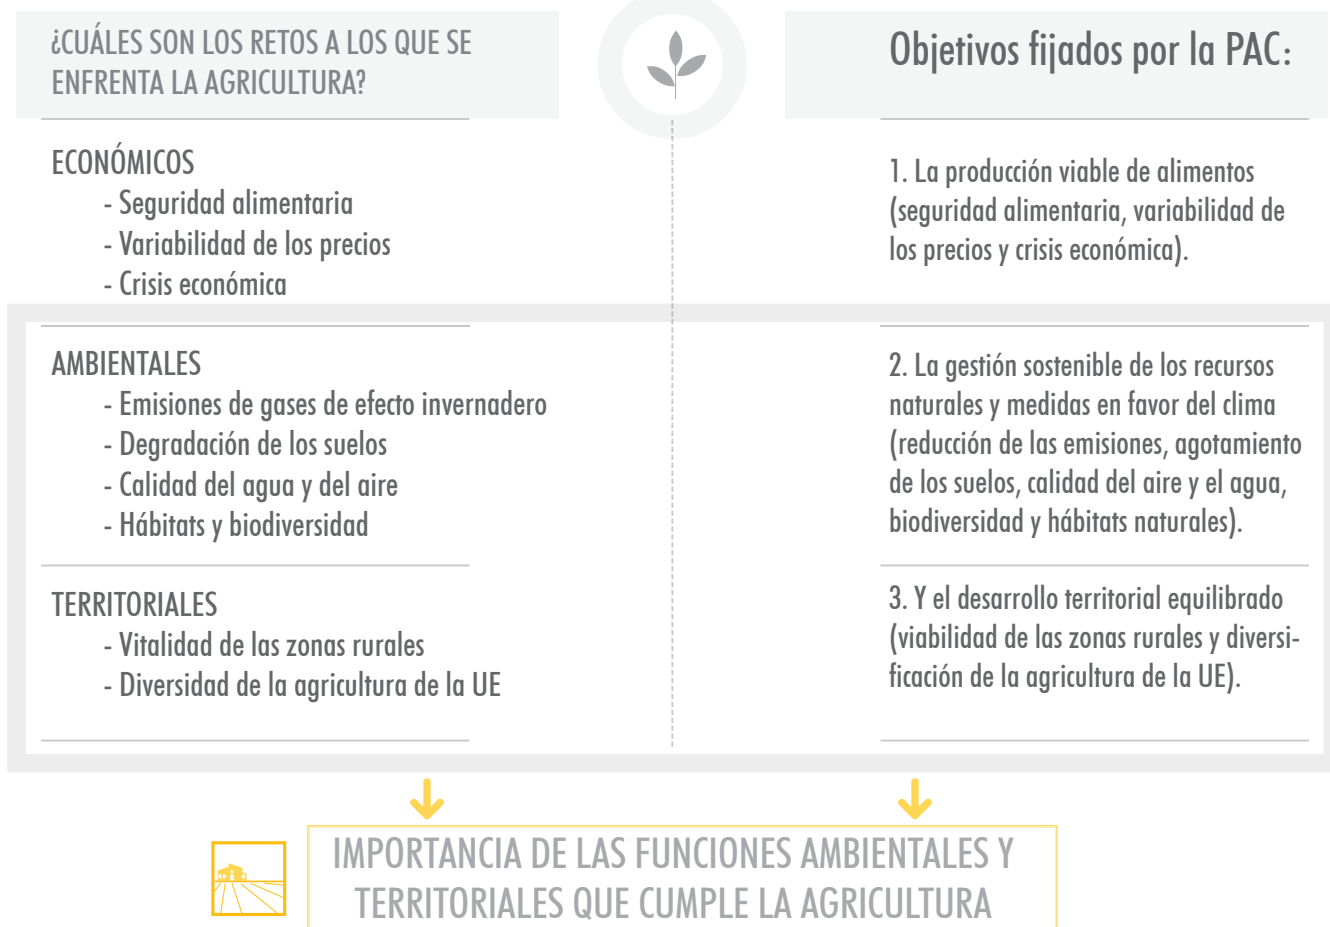 ¿CUÁLES SON LOS RETOS A LOS QUE SE
ENFRENTA LA AGRICULTURA?
ECONÓMICOS
- Seguridad alimentaria
- Variabilidad de los precios
- Crisis económica
AMBIENTALES
- Emisiones de gases de efecto invernadero
- Degradación de los suelos
- Calidad del agua y del aire
- Hábitats y biodiversidad
TERRITORIALES
- Vitalidad de las zonas rurales
- Diversidad de la agricultura de la UE
Objetivos fijados por la PAC:
1. La producción viable de alimentos
(seguridad alimentaria, variabilidad de
los precios y crisis económica).
2. La gestión sostenible de los recursos
naturales y medidas en favor del clima
(reducción de las emisiones, agotamiento
de los suelos, calidad del aire y el agua,
biodiversidad y hábitats naturales).
3. Y el desarrollo territorial equilibrado
(viabilidad de las zonas rurales y diversi-
ficación de la agricultura de la UE).
IMPORTANCIA DE LAS FUNCIONES AMBIENTALES Y
TERRITORIALES QUE CUMPLE LA AGRICULTURA